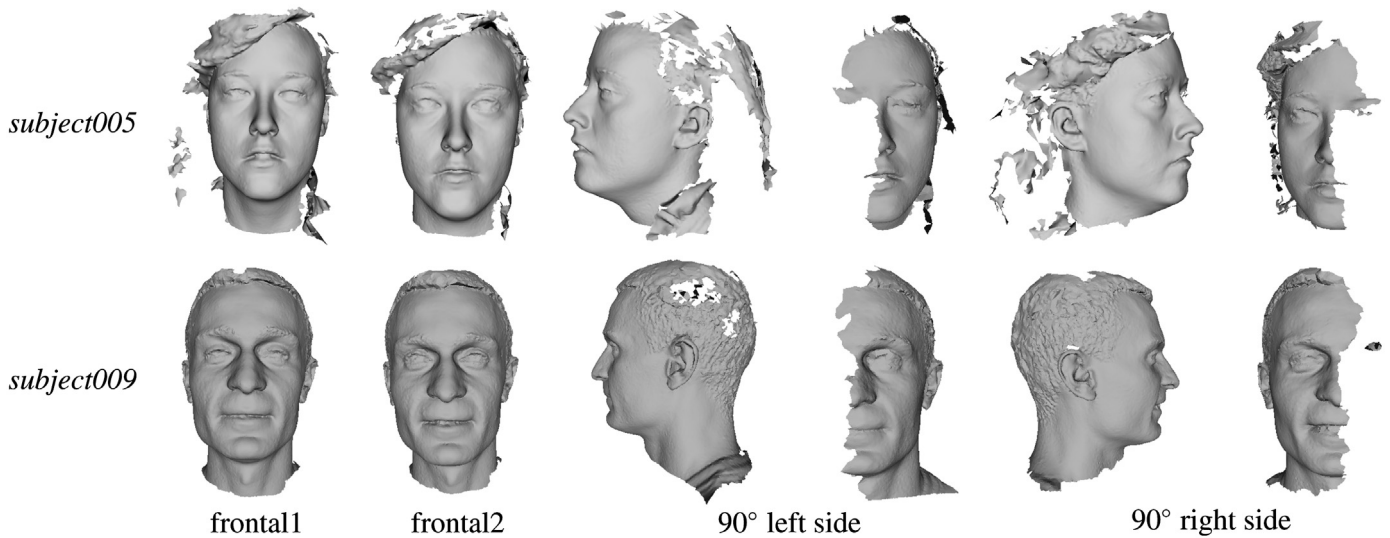 subject005
subject009
frontal1
frontal2
90° left side
90° right side